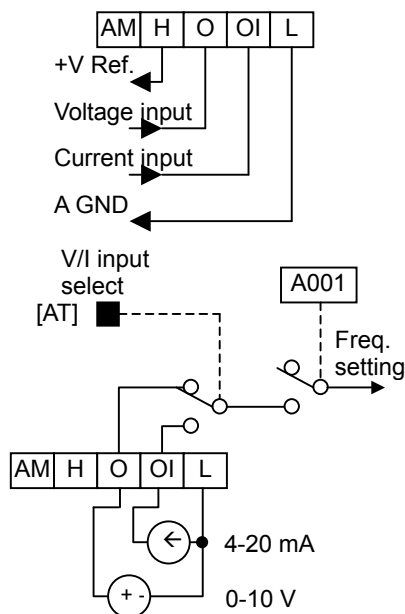 AM H O OI L
+V Ref.
Voltage input
Current input
A GND
V/I input
select
[AT]
A001
Freq.
setting
AM H O OI L
4-20 mA
+ -
0-10 V